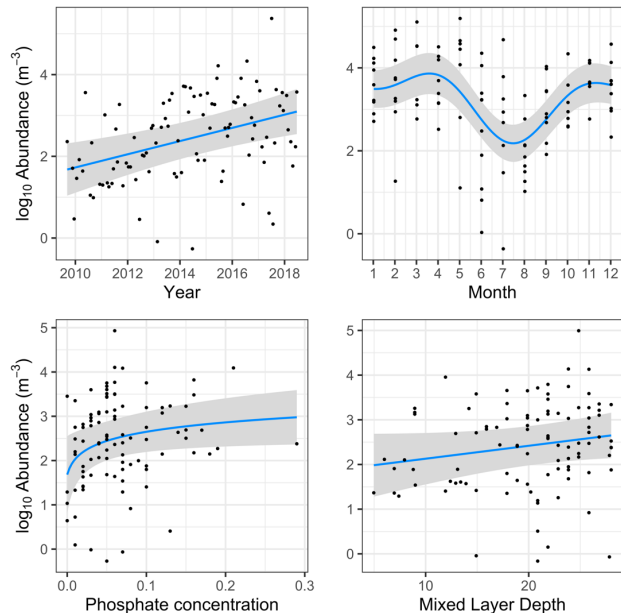 log₁₀ Abundance (m⁻³)
4
2
0
2010 2012 2014 2016 2018
Year
4
2
0
1 2 3 4 5 6 7 8 9 10 11 12
Month
log₁₀ Abundance (m⁻³)
5
4
3
2
1
0
0.0 0.1 0.2 0.3
Phosphate concentration
5
4
3
2
1
0
10 20
Mixed Layer Depth